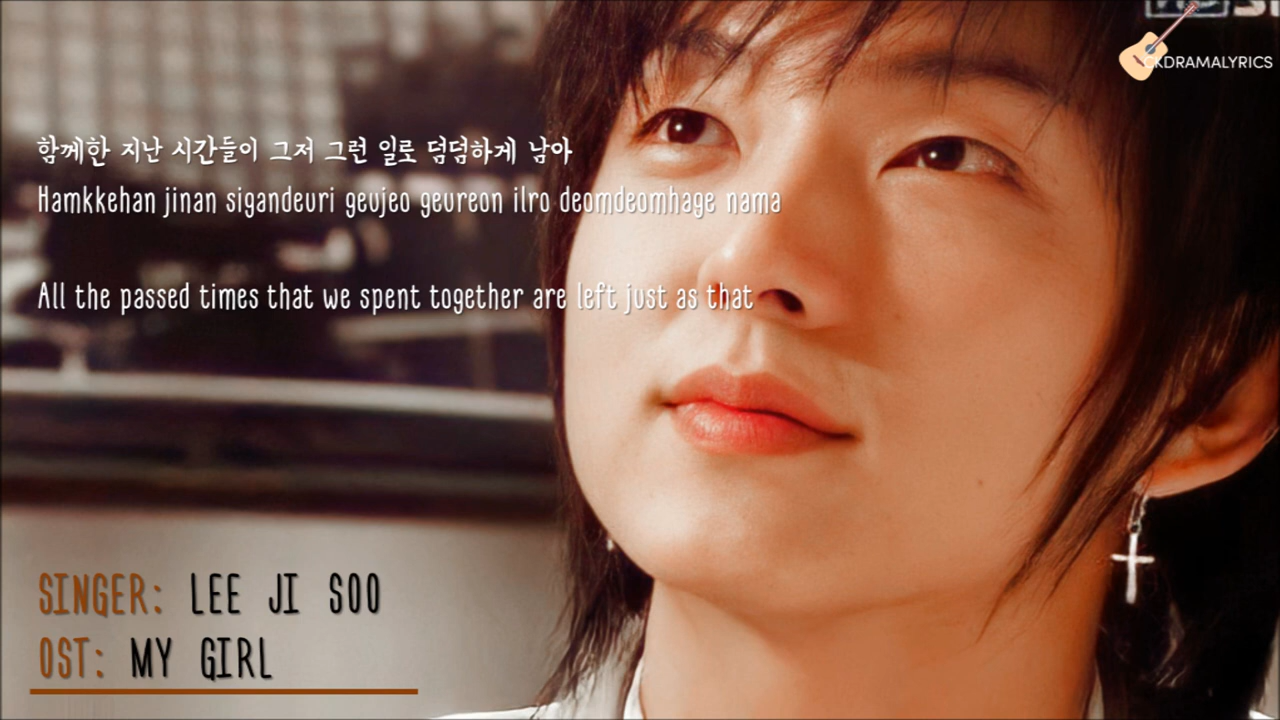 CKDRAMALYRICS
함께한 지난 시간들이 그저 그런 일로 덤덤하게 남아
Hamkkehan jinan sigandeuri geujeo geureon ilro deomdeomhage nama
All the passed times that we spent together are left just as that
SINGER: LEE JI SOO
OST: MY GIRL